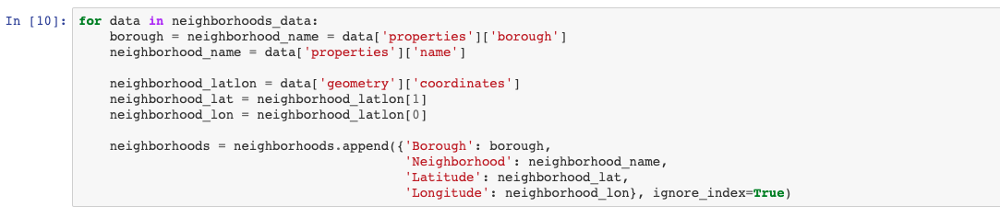 In [10]: for data in neighborhoods_data:
    borough = neighborhood_name = data['properties']['borough']
    neighborhood_name = data['properties']['name']

    neighborhood_latlon = data['geometry']['coordinates']
    neighborhood_lat = neighborhood_latlon[1]
    neighborhood_lon = neighborhood_latlon[0]

    neighborhoods = neighborhoods.append({'Borough': borough,
                                          'Neighborhood': neighborhood_name,
                                          'Latitude': neighborhood_lat,
                                          'Longitude': neighborhood_lon}, ignore_index=True)